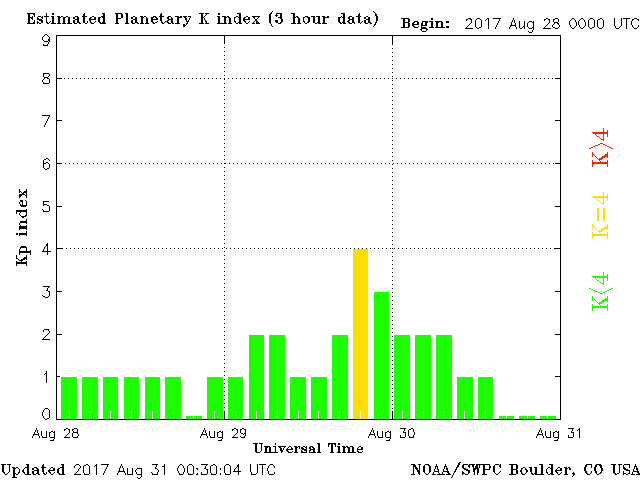 Estimated Planetary K index (3 hour data) Begin: 2017 Aug 28 0000 UTC
9
8
7
6
5
4
3
2
1
0
Kp index
K>4
K=4
K<4
Aug 28 Aug 29 Aug 30 Aug 31
Universal Time
Updated 2017 Aug 31 00:30:04 UTC NOAA/SWPC Boulder, CO USA